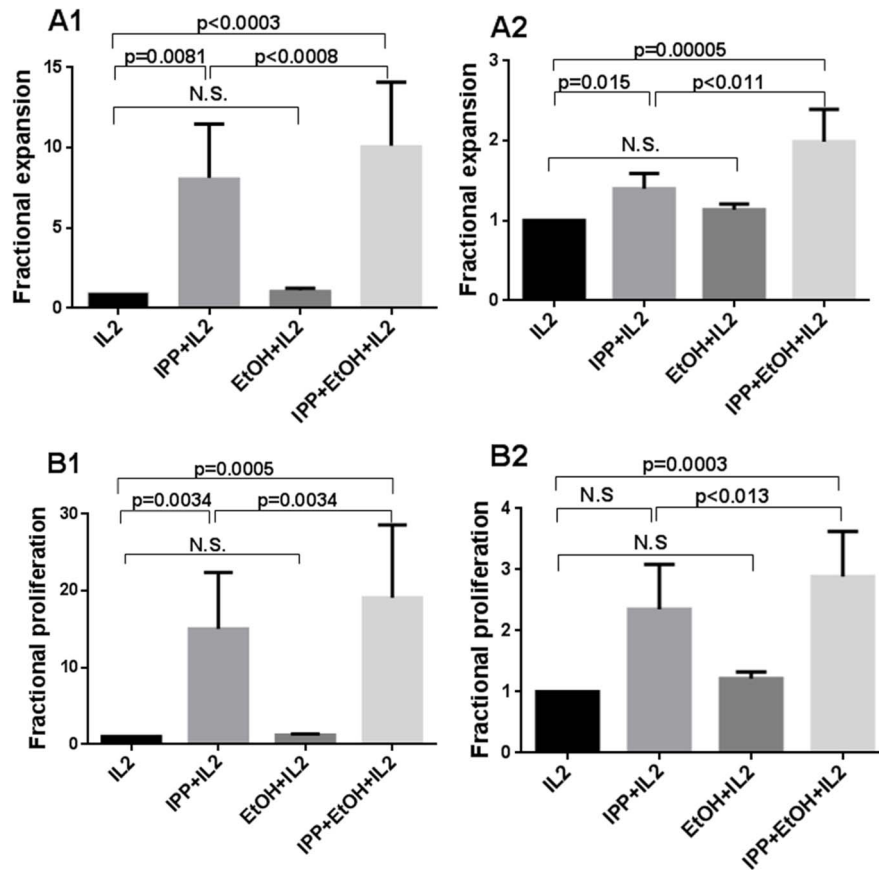 A1
p<0.0003
p=0.0081
p<0.0008
N.S.
Fractional expansion
15
10
5
0
IL2
IPP+IL2
EtOH+IL2
IPP+EtOH+IL2
A2
p=0.00005
p=0.015
p<0.011
N.S.
Fractional expansion
3
2
1
0
IL2
IPP+IL2
EtOH+IL2
IPP+EtOH+IL2
B1
p=0.0005
p=0.0034
p=0.0034
N.S.
Fractional proliferation
30
20
10
0
IL2
IPP+IL2
EtOH+IL2
IPP+EtOH+IL2
B2
p=0.0003
N.S
p<0.013
N.S
Fractional proliferation
4
3
2
1
0
IL2
IPP+IL2
EtOH+IL2
IPP+EtOH+IL2